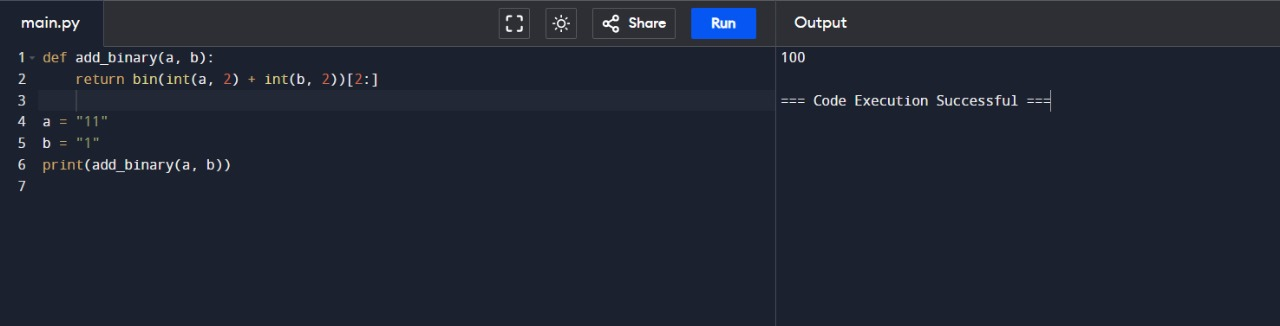 main.py
Share
Run
Output
1 def add_binary(a, b):
2     return bin(int(a, 2) + int(b, 2))[2:]
3
4 a = "11"
5 b = "1"
6 print(add_binary(a, b))
7
100
=== Code Execution Successful ===